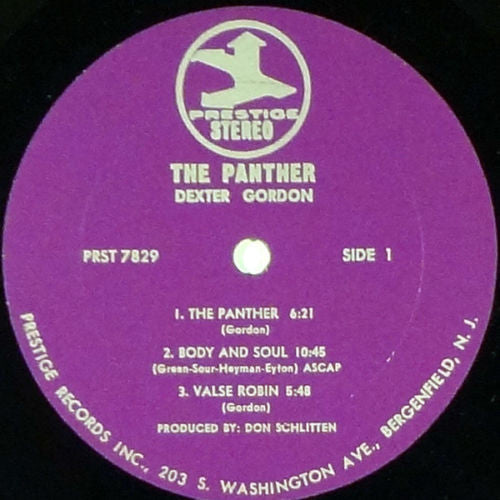 PRESTIGE
STEREO
THE PANTHER
DEXTER GORDON
PRST 7829
SIDE 1
1. THE PANTHER 6:21
(Gordon)
2. BODY AND SOUL 10:45
(Green-Sour-Heyman-Eyton) ASCAP
3. VALSE ROBIN 5:48
(Gordon)
PRODUCED BY: DON SCHLITTEN
PRESTIGE RECORDS INC., 203 S. WASHINGTON AVE., BERGENFIELD, N. J.